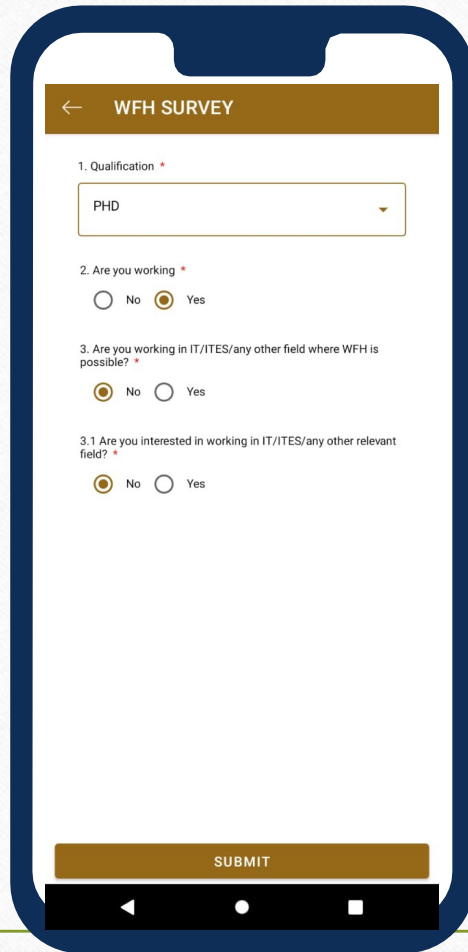 WFH SURVEY
1. Qualification *
PHD
2. Are you working *
No Yes
3. Are you working in IT/ITES/any other field where WFH is
possible? *
No Yes
3.1 Are you interested in working in IT/ITES/any other relevant
field? *
No Yes
SUBMIT